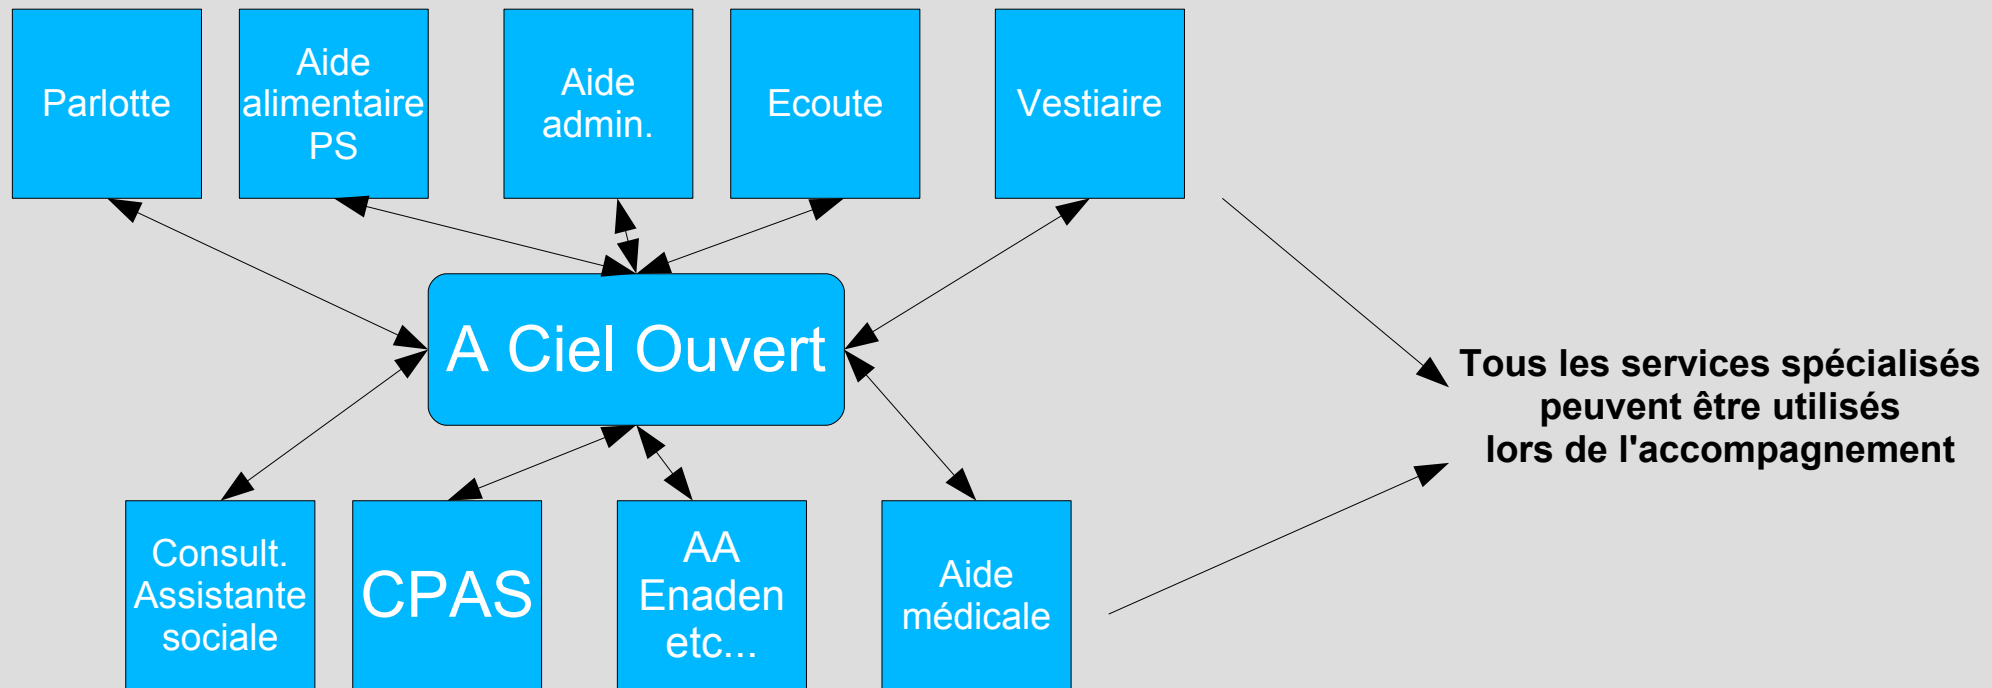 Parlotte
Aide
alimentaire
PS
Aide
admin.
Ecoute
Vestiaire
A Ciel Ouvert
Tous les services spécialisés
peuvent être utilisés
lors de l'accompagnement
Consult.
Assistante
sociale
CPAS
AA
Enaden
etc...
Aide
médicale